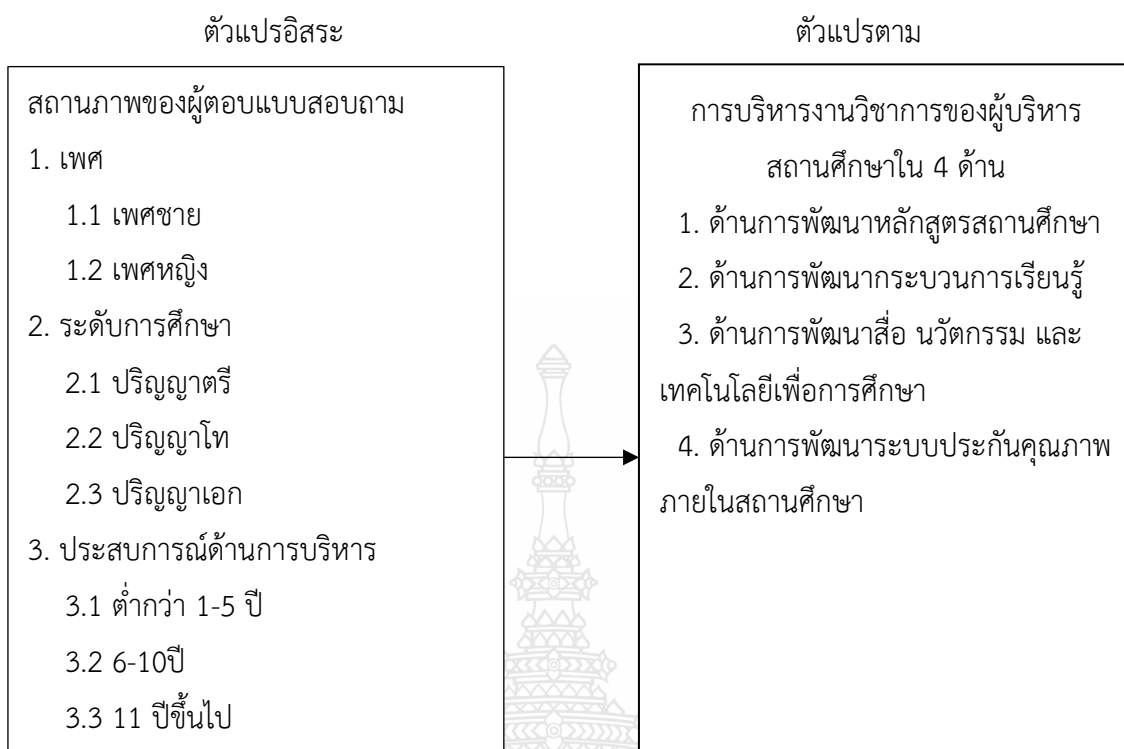 ตัวแปรอิสระ
สถานภาพของผู้ตอบแบบสอบถาม
1. เพศ
1.1 เพศชาย
1.2 เพศหญิง
2. ระดับการศึกษา
2.1 ปริญญาตรี
2.2 ปริญญาโท
2.3 ปริญญาเอก
3. ประสบการณ์ด้านการบริหาร
3.1 ต่ำกว่า 1-5 ปี
3.2 6-10ปี
3.3 11 ปีขึ้นไป
ตัวแปรตาม
การบริหารงานวิชาการของผู้บริหาร
สถานศึกษาใน 4 ด้าน
1. ด้านการพัฒนาหลักสูตรสถานศึกษา
2. ด้านการพัฒนากระบวนการเรียนรู้
3. ด้านการพัฒนาสื่อ นวัตกรรม และ
เทคโนโลยีเพื่อการศึกษา
4. ด้านการพัฒนาระบบประกันคุณภาพ
ภายในสถานศึกษา